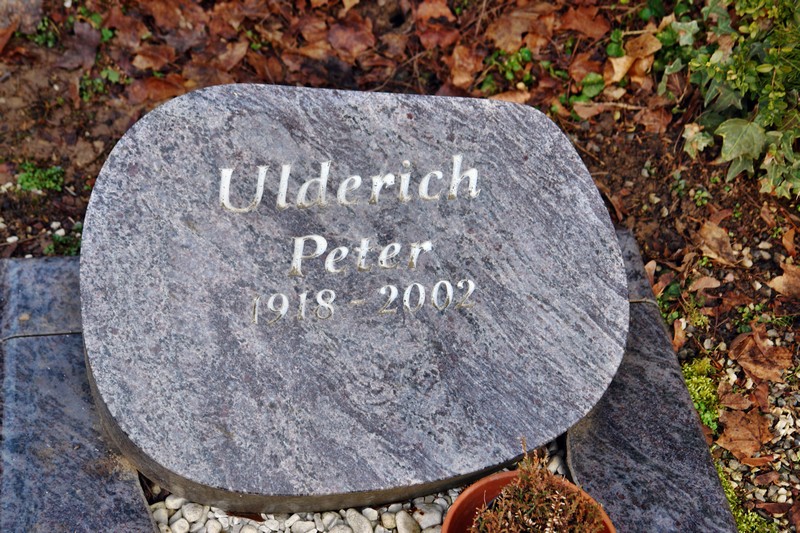 Ulderich
Peter
1918 - 2002